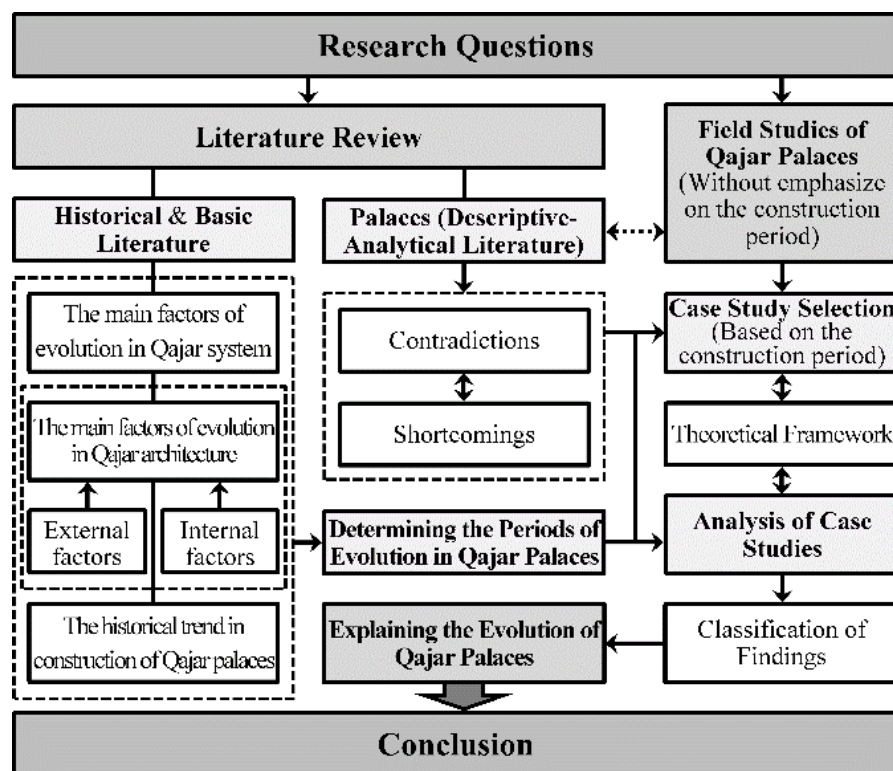 Research Questions
Literature Review
Field Studies of
Qajar Palaces
(Without emphasize
on the construction
period)
Historical & Basic
Literature
Palaces (Descriptive-
Analytical Literature)
The main factors of
evolution in Qajar system
Contradictions
Case Study Selection
(Based on the
construction period)
The main factors of evolution
in Qajar architecture
Shortcomings
Theoretical Framework
External
factors
Internal
factors
Determining the Periods of
Evolution in Qajar Palaces
Analysis of Case
Studies
The historical trend in
construction of Qajar palaces
Explaining the Evolution of
Qajar Palaces
Classification of
Findings
Conclusion